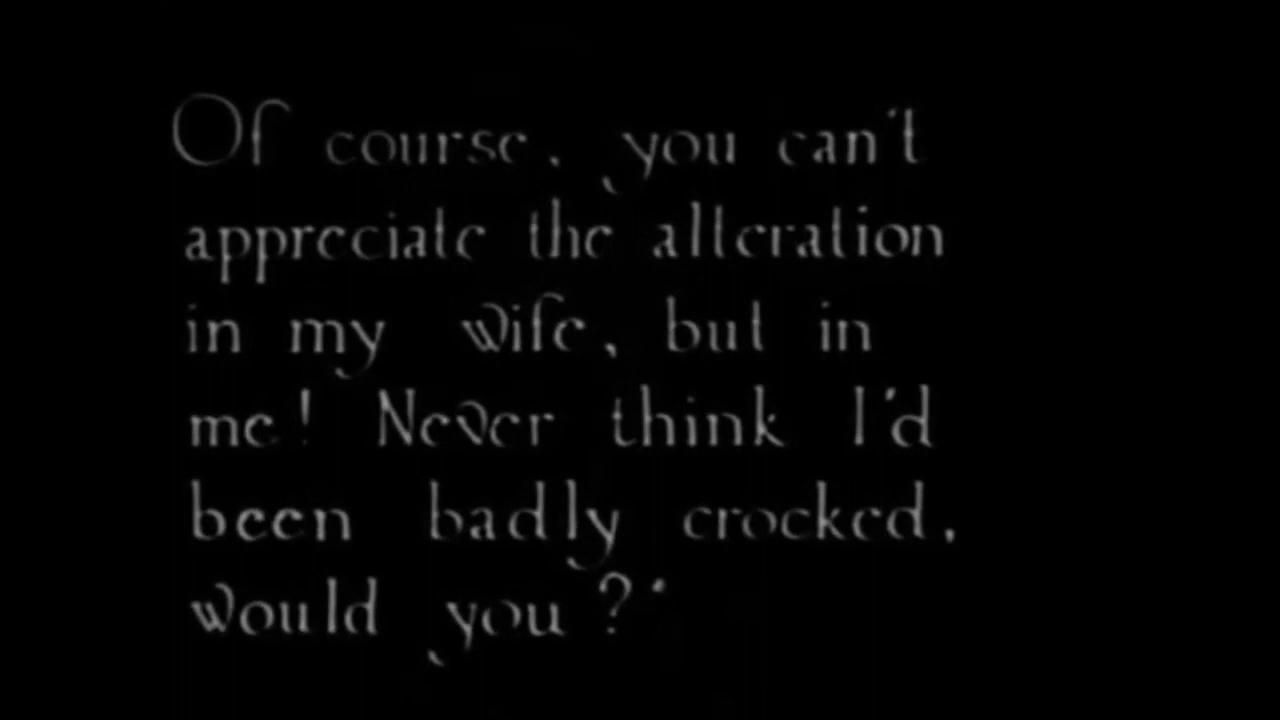 Of course, you can't
appreciate the alteration
in my wife, but in
me! Never think I'd
been badly crocked,
would you?"